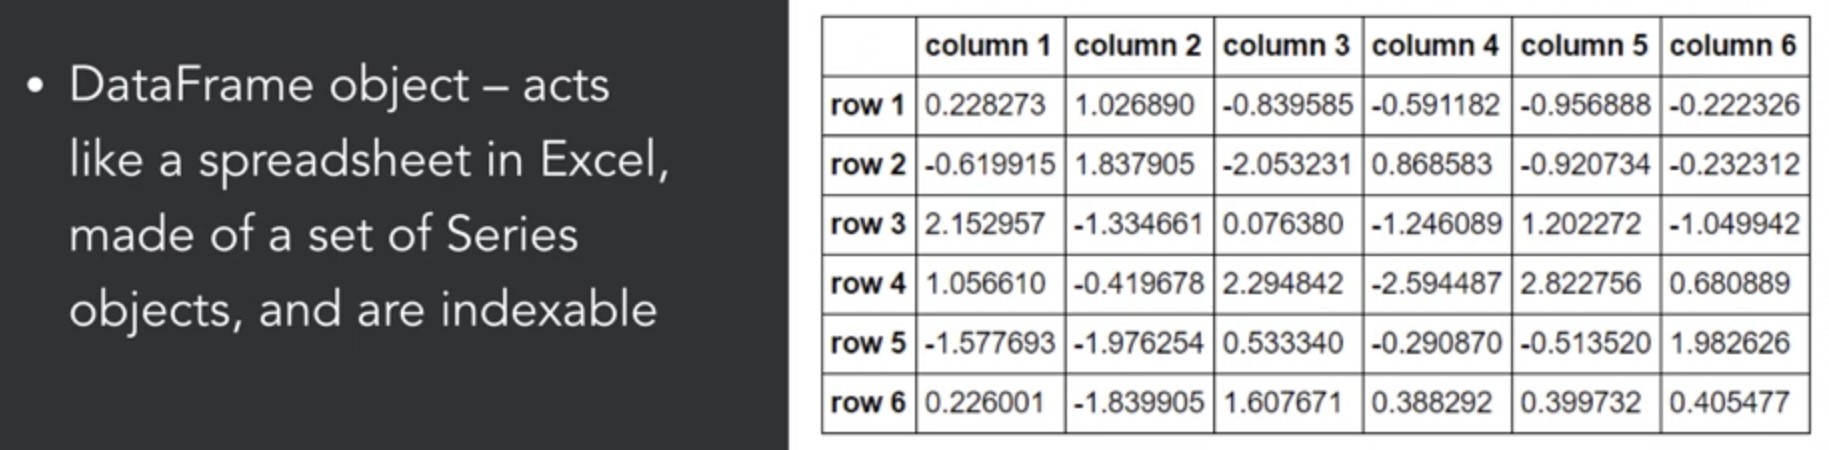 • DataFrame object – acts
like a spreadsheet in Excel,
made of a set of Series
objects, and are indexable
column 1 column 2 column 3 column 4 column 5 column 6
row 1 0.228273 1.026890 -0.839585 -0.591182 -0.956888 -0.222326
row 2 -0.619915 1.837905 -2.053231 0.868583 -0.920734 -0.232312
row 3 2.152957 -1.334661 0.076380 -1.246089 1.202272 -1.049942
row 4 1.056610 -0.419678 2.294842 -2.594487 2.822756 0.680889
row 5 -1.577693 -1.976254 0.533340 -0.290870 -0.513520 1.982626
row 6 0.226001 -1.839905 1.607671 0.388292 0.399732 0.405477